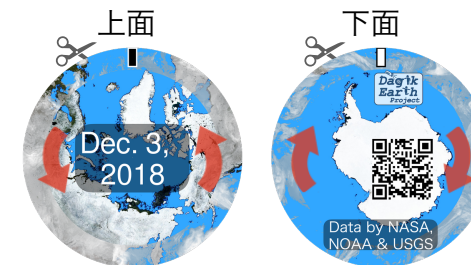 上面
下面
Dec. 3,
2018
Dagik
Earth
Project
Data by NASA,
NOAA & USGS